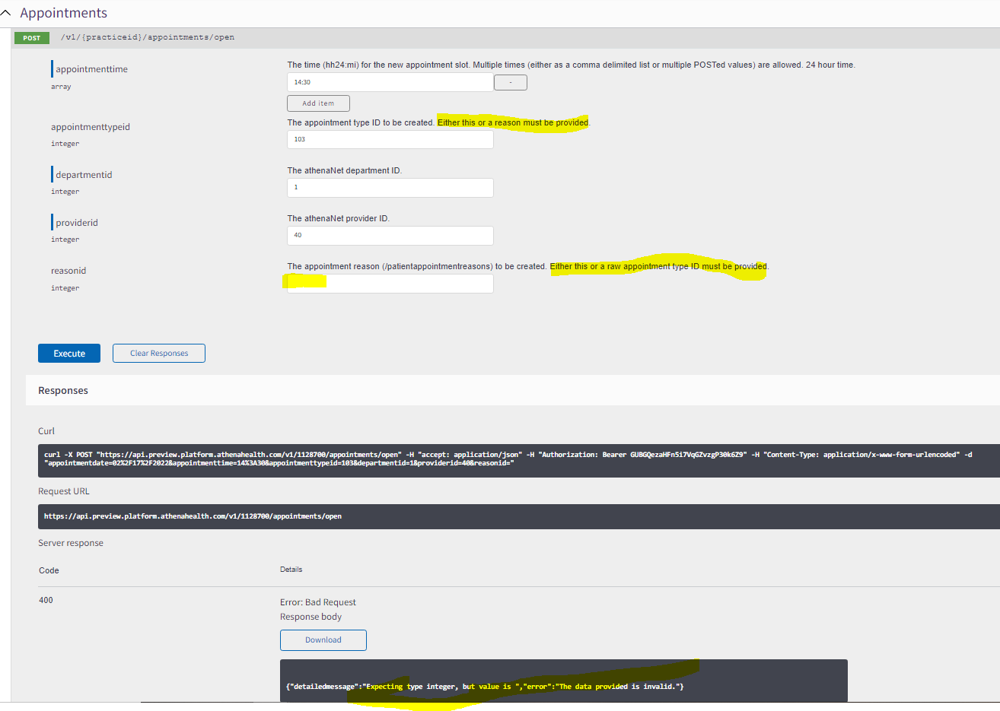 Appointments
POST /v1/{practiceid}/appointments/open
appointmenttime
array
The time (hh24:mi) for the new appointment slot. Multiple times (either as a comma delimited list or multiple POSTed values) are allowed. 24 hour time.
14:30
-
Add item
appointmenttypeid
integer
The appointment type ID to be created. Either this or a reason must be provided.
103
departmentid
integer
The athenaNet department ID.
1
providerid
integer
The athenaNet provider ID.
40
reasonid
integer
The appointment reason (/patientappointmentreasons) to be created. Either this or a raw appointment type ID must be provided.
Execute Clear Responses
Responses
Curl
curl -X POST "https://api.preview.platform.athenahealth.com/v1/1128700/appointments/open" -H "accept: application/json" -H "Authorization: Bearer GUBGQezaHFn5i7VqGZvzgP30k6Z9" -H "Content-Type: application/x-www-form-urlencoded" -d
"appointmentdate=02%2F17%2F2022&appointmenttime=14%3A30&appointmenttypeid=103&departmentid=1&providerid=40&reasonid="
Request URL
https://api.preview.platform.athenahealth.com/v1/1128700/appointments/open
Server response
Code Details
400
Error: Bad Request
Response body
Download
{"detailedmessage":"Expecting type integer, but value is ","error":"The data provided is invalid."}